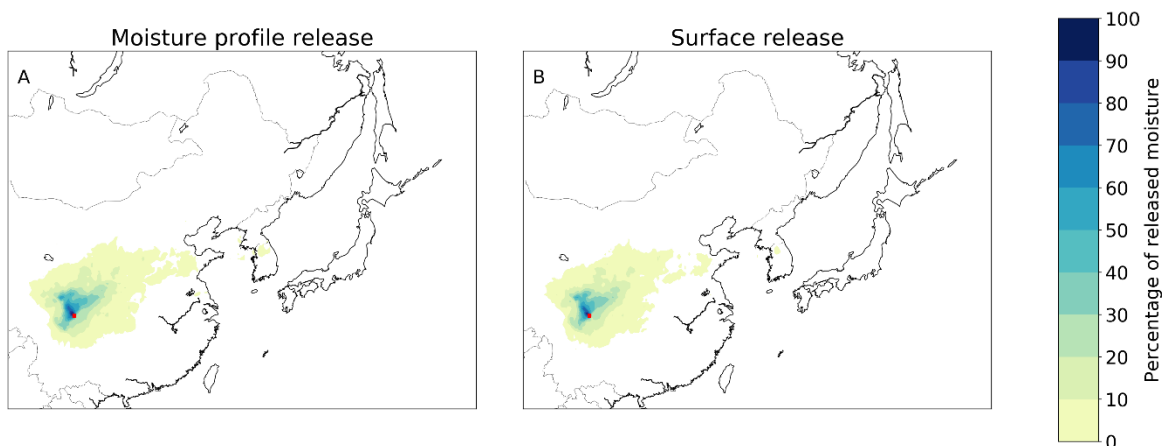 Moisture profile release
Surface release
A
B
100
90
80
70
60
50
40
30
20
10
0
Percentage of released moisture